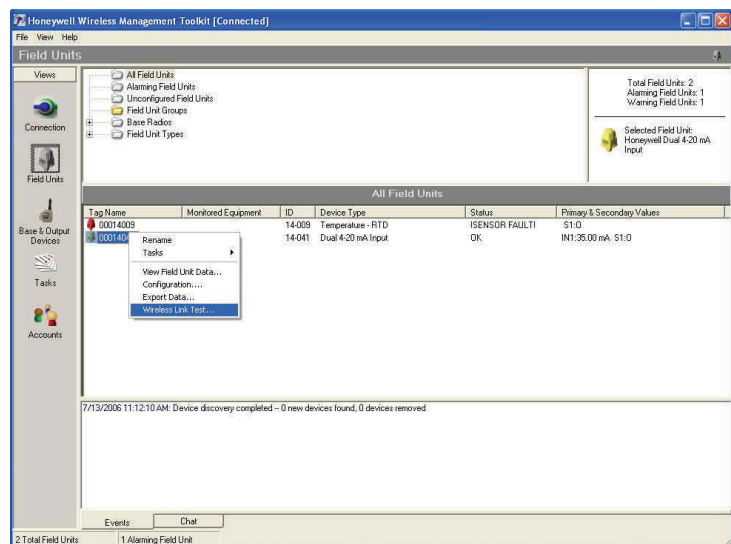 Honeywell Wireless Management Toolkit [Connected]
File View Help
Field Units
Views
Connection
Field Units
Base & Output
Devices
Tasks
Accounts
All Field Units
Alarming Field Units
Unconfigured Field Units
Field Unit Groups
Base Radios
Field Unit Types
Total Field Units: 2
Alarming Field Units: 1
Warning Field Units: 1
Selected Field Unit:
Honeywell Dual 4-20 mA
Input
All Field Units
Tag Name Monitored Equipment ID Device Type Status Primary & Secondary Values
00014009 14-009 Temperature - RTD !SENSOR FAULT! S1:0
14-041 Dual 4-20 mA Input OK IN1:35.00 mA S1:0
Rename
Tasks
View Field Unit Data...
Configuration....
Export Data...
Wireless Link Test...
7/13/2006 11:12:10 AM: Device discovery completed -- 0 new devices found, 0 devices removed
Events Chat
2 Total Field Units 1 Alarming Field Unit